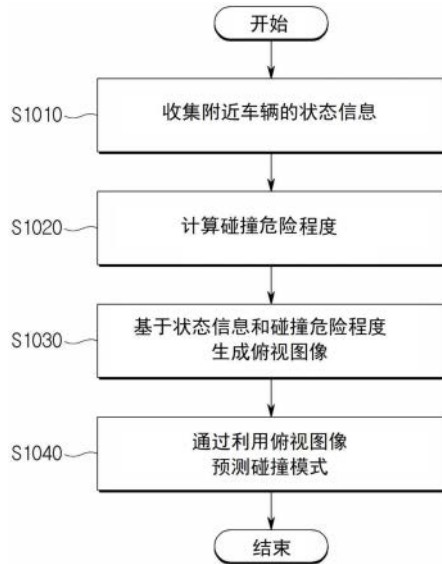 开始
S1010
收集附近车辆的状态信息
S1020
计算碰撞危险程度
S1030
基于状态信息和碰撞危险程度
生成俯视图像
S1040
通过利用俯视图像
预测碰撞模式
结束